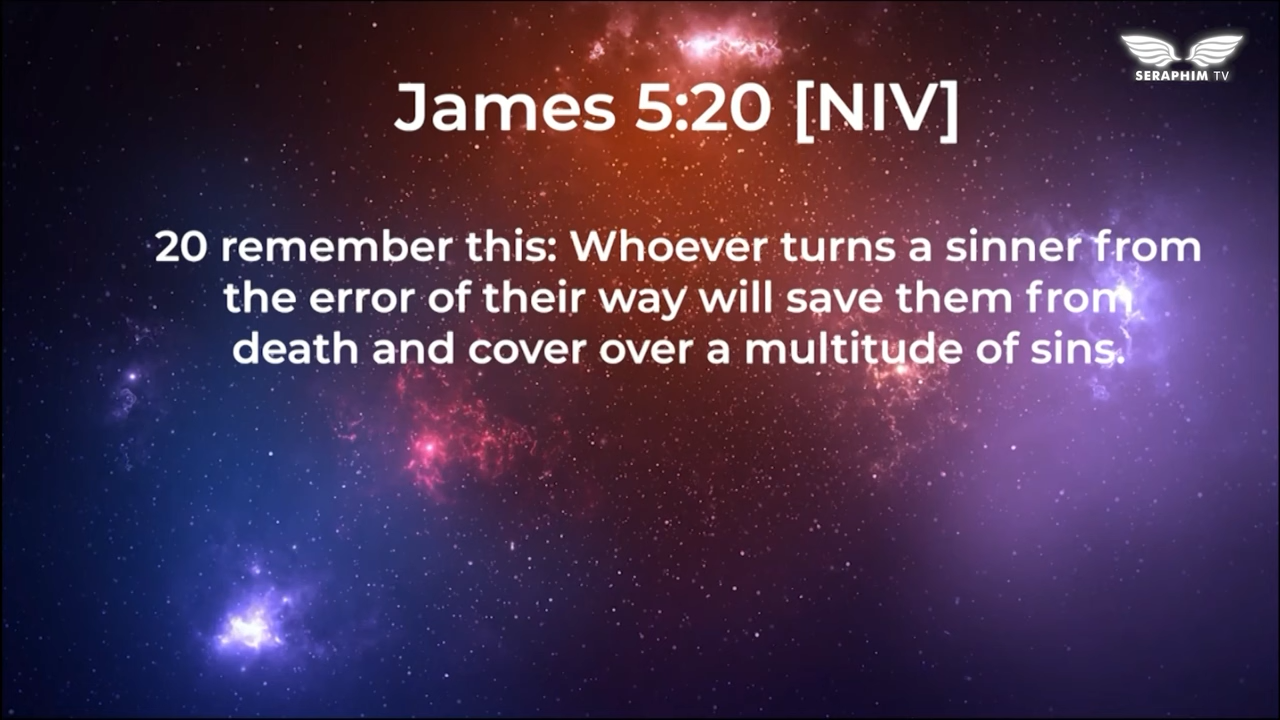 SERAPHIM TV
James 5:20 [NIV]
20 remember this: Whoever turns a sinner from
the error of their way will save them from
death and cover over a multitude of sins.